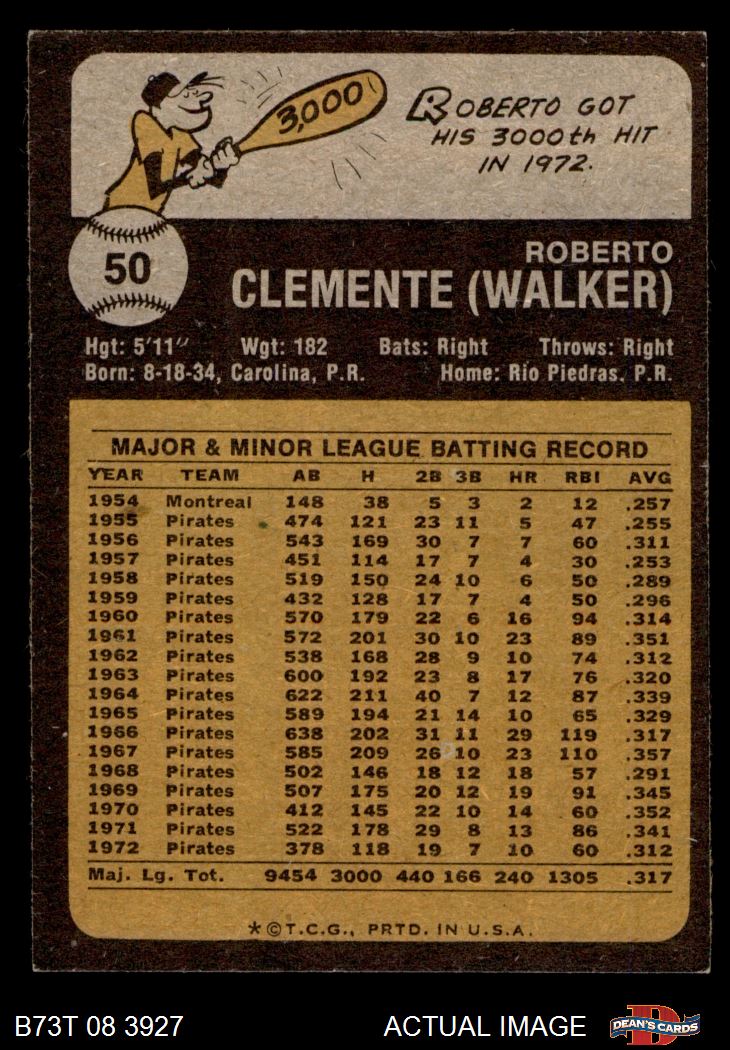 3,000
ROBERTO GOT
HIS 3000th HIT
IN 1972.
50
ROBERTO
CLEMENTE (WALKER)
Hgt: 5'11" Wgt: 182 Bats: Right Throws: Right
Born: 8-18-34, Carolina, P.R. Home: Rio Piedras, P.R.
MAJOR & MINOR LEAGUE BATTING RECORD
YEAR TEAM AB H 2B 3B HR RBI AVG
1954 Montreal 148 38 5 3 2 12 .257
1955 Pirates 474 121 23 11 5 47 .255
1956 Pirates 543 169 30 7 7 60 .311
1957 Pirates 451 114 17 7 4 30 .253
1958 Pirates 519 150 24 10 6 50 .289
1959 Pirates 432 128 17 7 4 50 .296
1960 Pirates 570 179 22 6 16 94 .314
1961 Pirates 572 201 30 10 23 89 .351
1962 Pirates 538 168 28 9 10 74 .312
1963 Pirates 600 192 23 8 17 76 .320
1964 Pirates 622 211 40 7 12 87 .339
1965 Pirates 589 194 21 14 10 65 .329
1966 Pirates 638 202 31 11 29 119 .317
1967 Pirates 585 209 26 10 23 110 .357
1968 Pirates 502 146 18 12 18 57 .291
1969 Pirates 507 175 20 12 19 91 .345
1970 Pirates 412 145 22 10 14 60 .352
1971 Pirates 522 178 29 8 13 86 .341
1972 Pirates 378 118 19 7 10 60 .312
Maj. Lg. Tot. 9454 3000 440 166 240 1305 .317
*©T.C.G., PRTD. IN U.S.A.
B73T 08 3927 ACTUAL IMAGE D DEAN'S CARDS